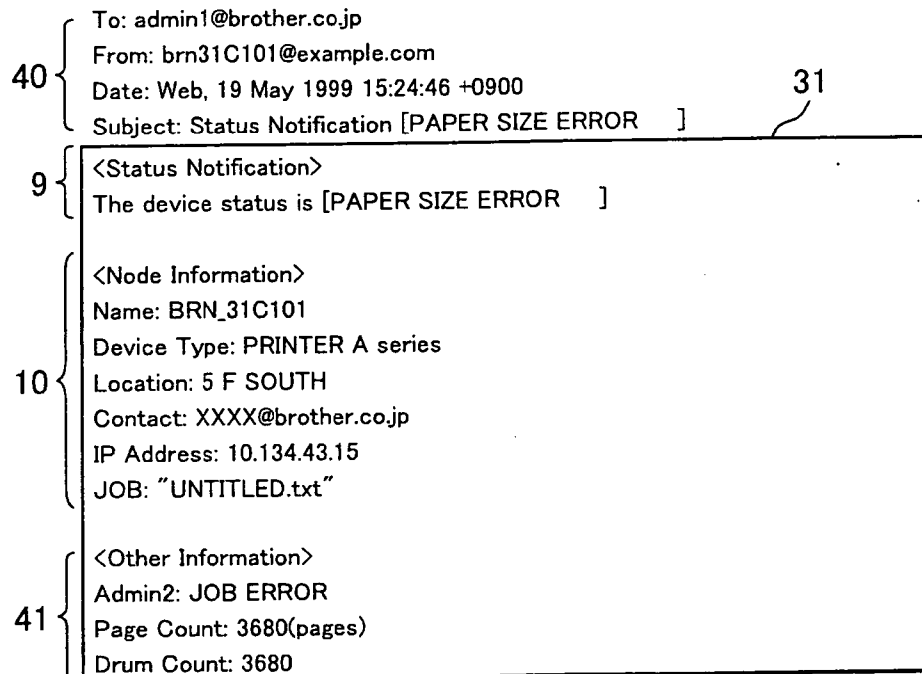 To: admin1@brother.co.jp
From: brn31C101@example.com
40
Date: Web, 19 May 1999 15:24:46 +0900
31
Subject: Status Notification [PAPER SIZE ERROR ]
<Status Notification>
9
The device status is [PAPER SIZE ERROR ]
<Node Information>
Name: BRN_31C101
Device Type: PRINTER A series
10
Location: 5 F SOUTH
Contact: XXXX@brother.co.jp
IP Address: 10.134.43.15
JOB: "UNTITLED.txt"
<Other Information>
Admin2: JOB ERROR
41
Page Count: 3680(pages)
Drum Count: 3680